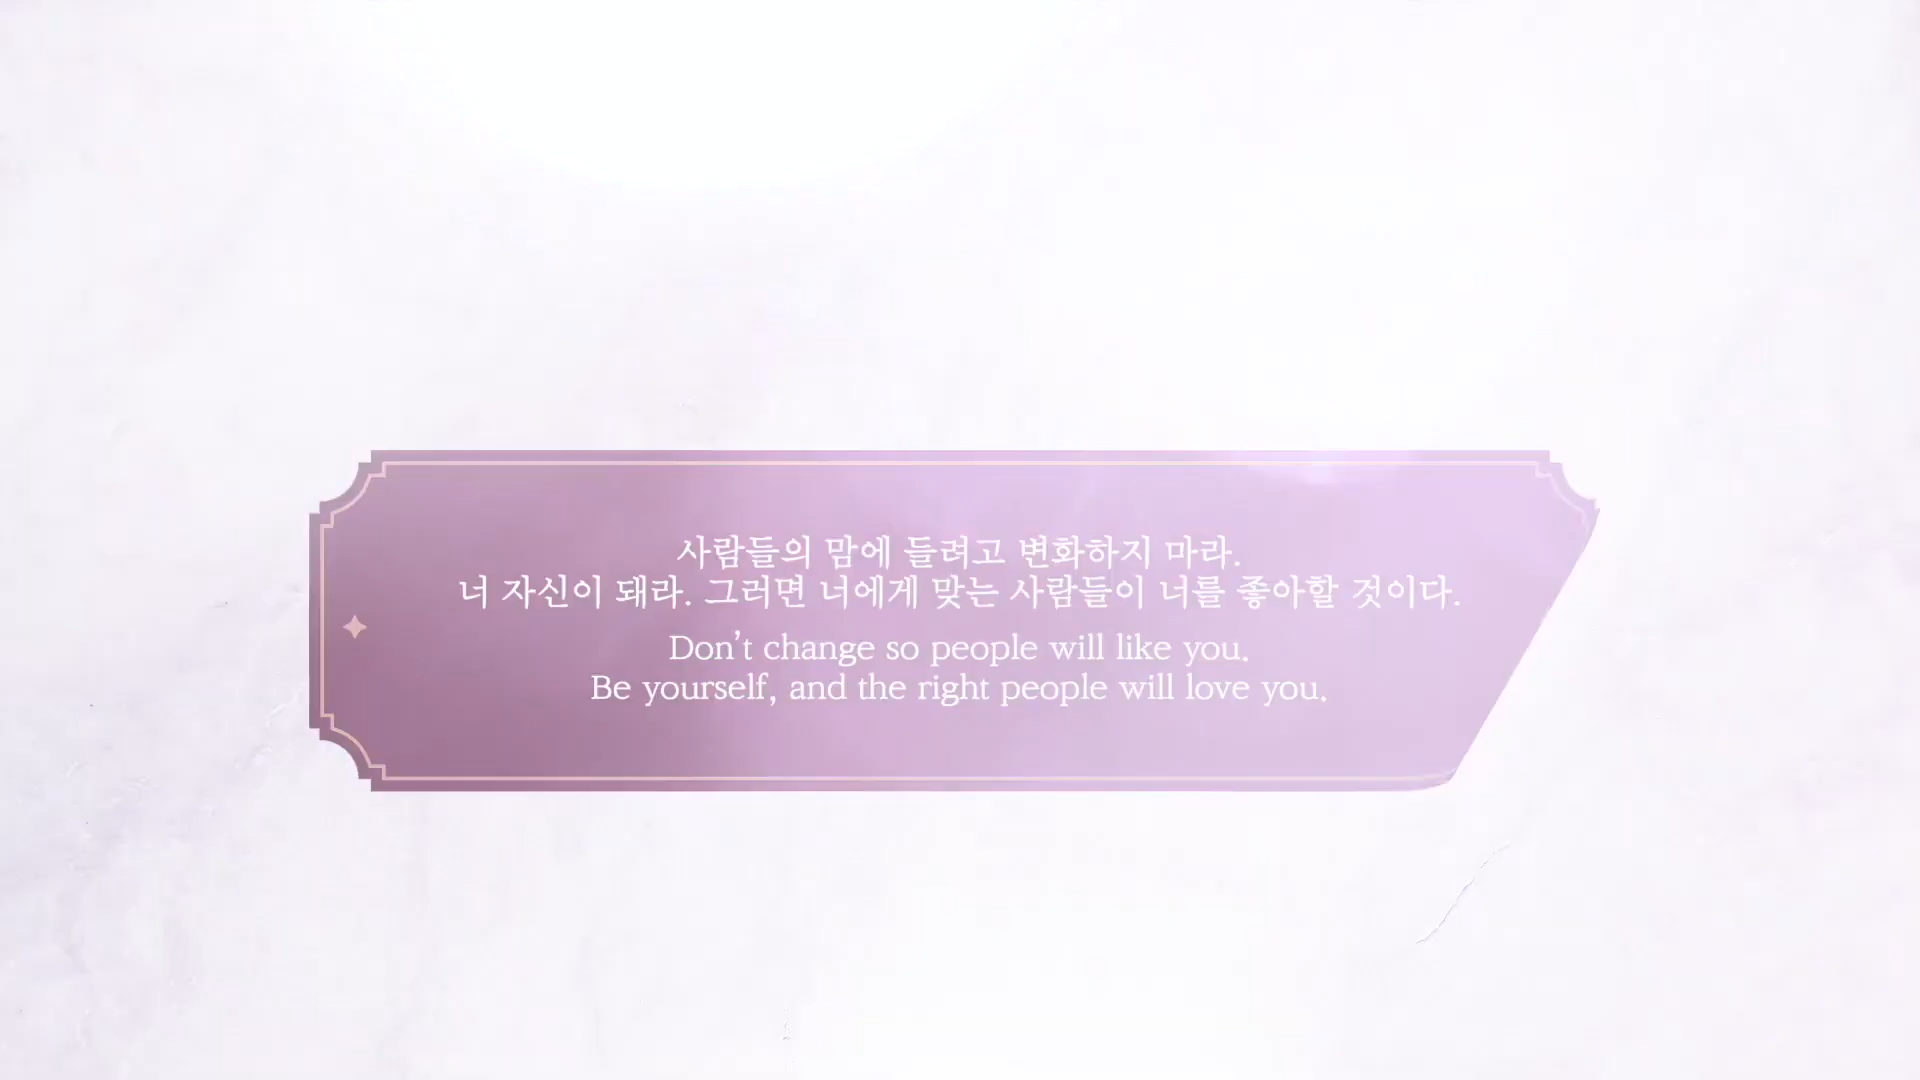 사람들의 맘에 들려고 변화하지 마라.
너 자신이 돼라. 그러면 너에게 맞는 사람들이 너를 좋아할 것이다.
Don't change so people will like you.
Be yourself, and the right people will love you.